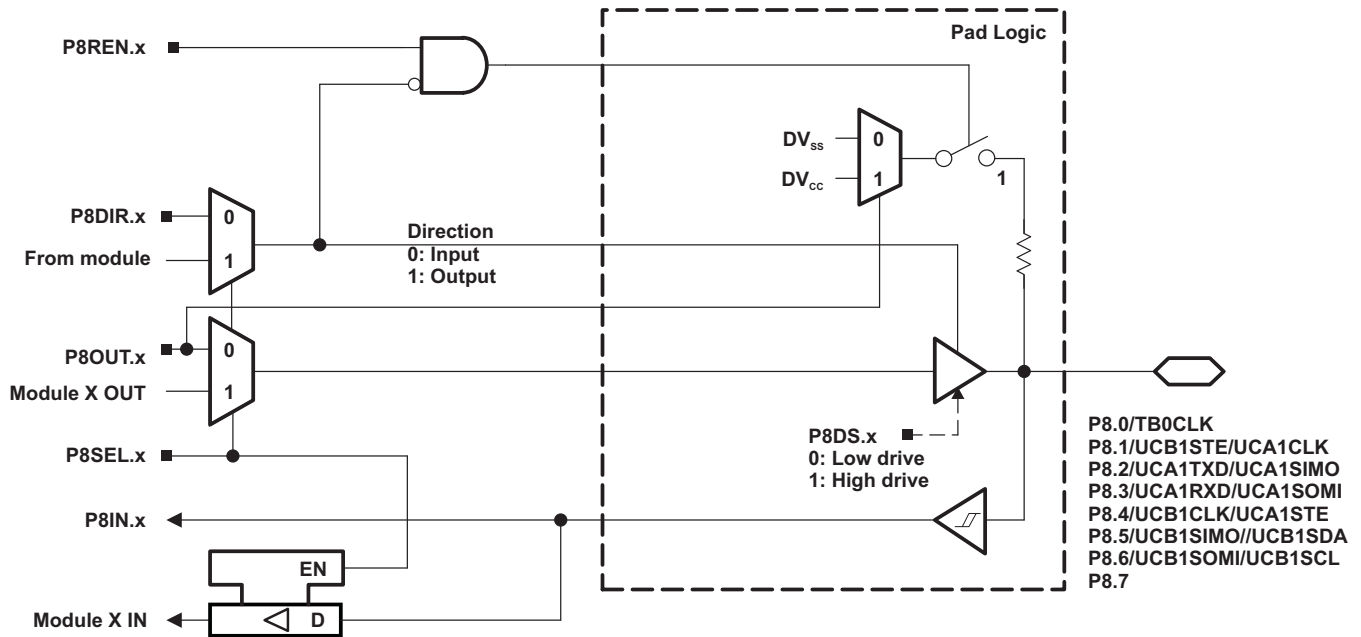 Pad Logic
P8REN.x
DVss
0
DVcc
1
1
P8DIR.x
0
From module
1
Direction
0: Input
1: Output
P8OUT.x
0
Module X OUT
1
P8DS.x
0: Low drive
1: High drive
P8SEL.x
P8IN.x
EN
Module X IN
D
P8.0/TB0CLK
P8.1/UCB1STE/UCA1CLK
P8.2/UCA1TXD/UCA1SIMO
P8.3/UCA1RXD/UCA1SOMI
P8.4/UCB1CLK/UCA1STE
P8.5/UCB1SIMO//UCB1SDA
P8.6/UCB1SOMI/UCB1SCL
P8.7